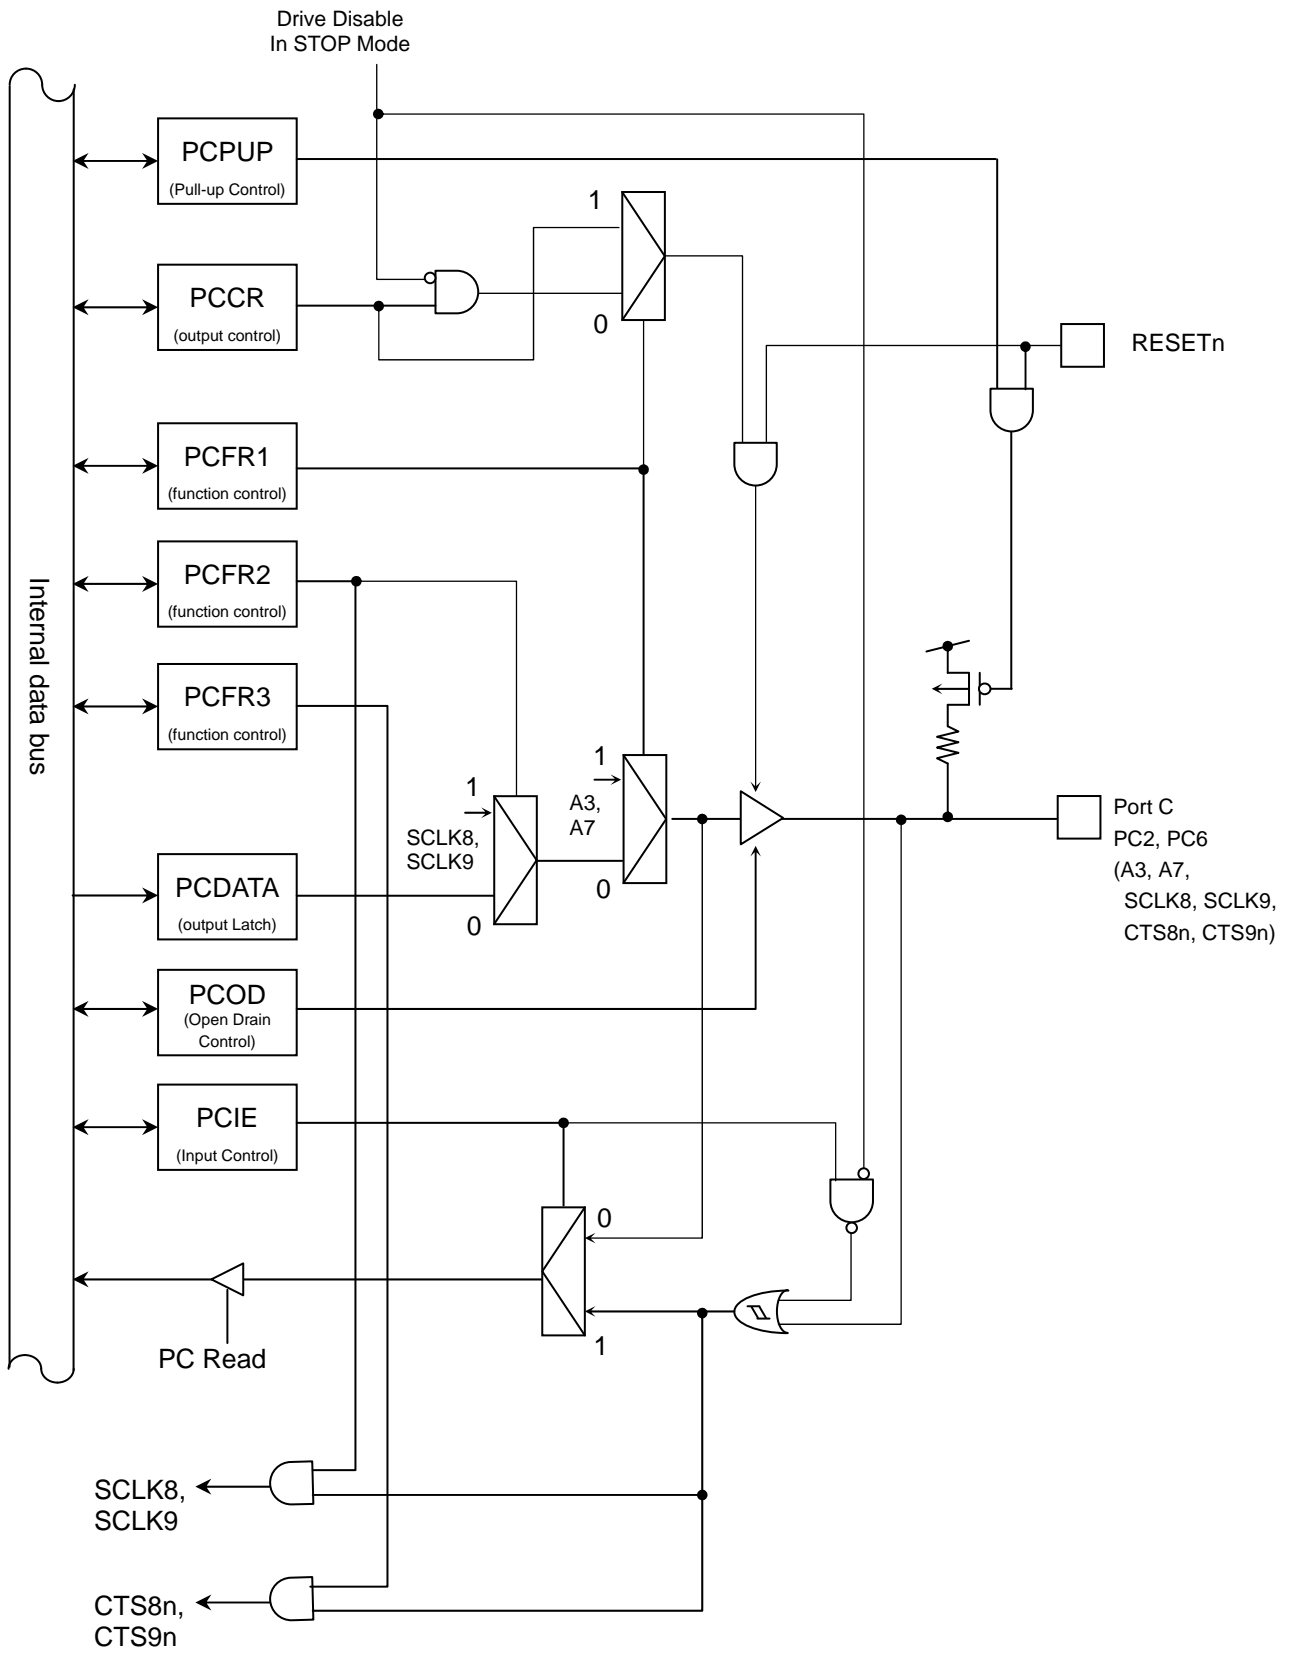 Drive Disable
In STOP Mode
PCPUP
(Pull-up Control)
1
PCCR
(output control)
0
RESETn
PCFR1
(function control)
PCFR2
(function control)
Internal data bus
PCFR3
(function control)
1
A3,
A7
1
SCLK8,
SCLK9
0
PCDATA
(output Latch)
0
Port C
PC2, PC6
(A3, A7,
SCLK8, SCLK9,
CTS8n, CTS9n)
PCOD
(Open Drain
Control)
PCIE
(Input Control)
0
1
PC Read
SCLK8,
SCLK9
CTS8n,
CTS9n